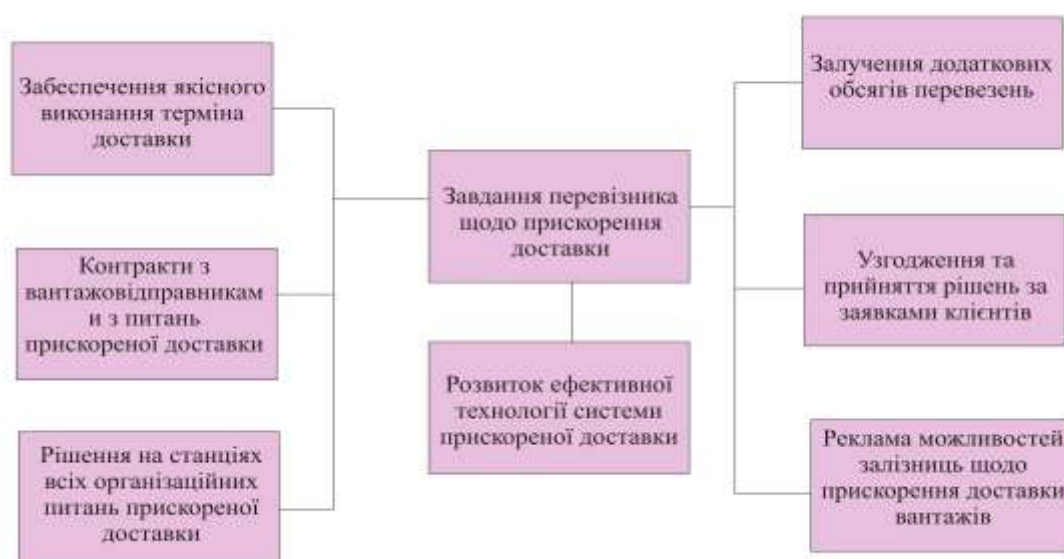 Забеспечення якісного
виконання терміна
доставки
Контракти з
вантажовідправникам
и з питань
прискореної доставки
Рішення на станціях
всіх організаційних
питань прискореної
доставки
Завдання перевізника
щодо прискорення
доставки
Розвиток ефективної
технології системи
прискореної доставки
Залучення додаткових
обсягів перевезень
Узгодження та
прийняття рішень за
заявками клієнтів
Реклама можливостей
залізниць щодо
прискорення доставки
вантажів